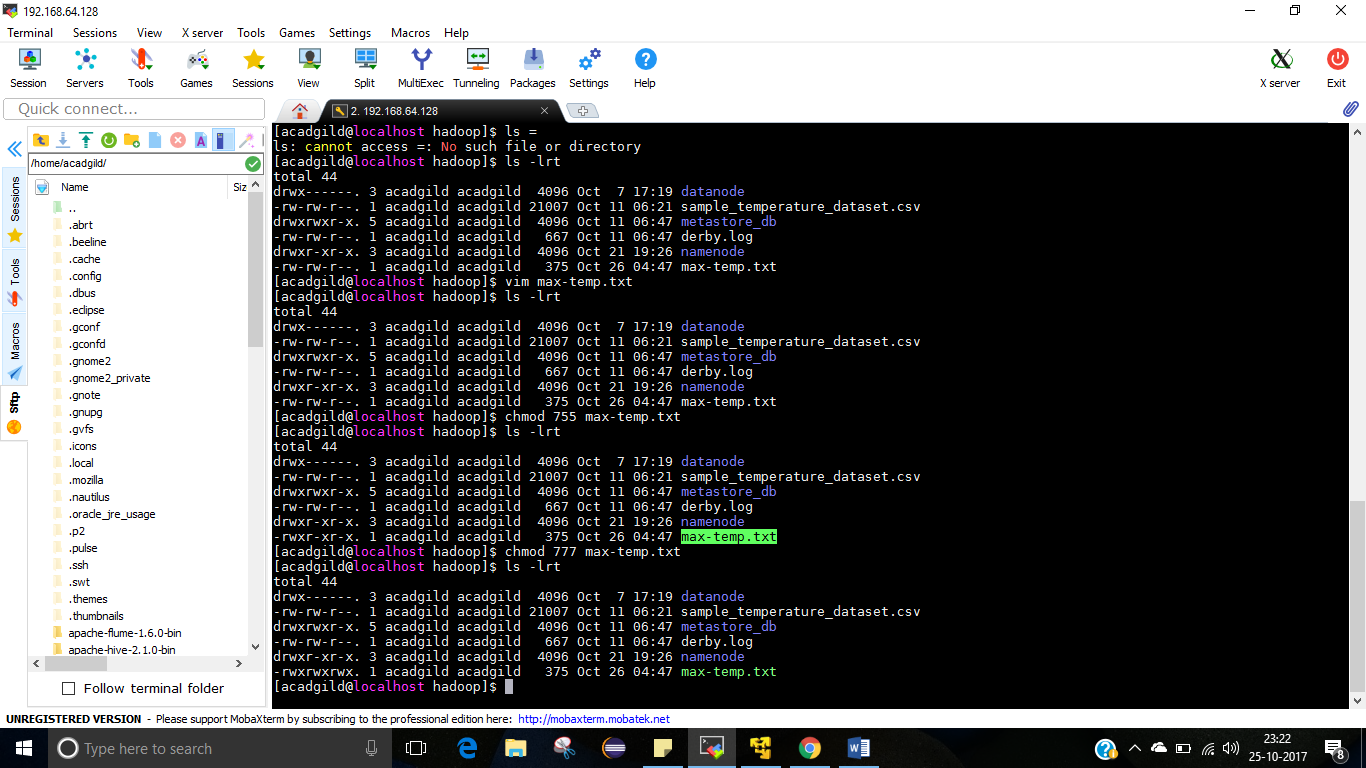 192.168.64.128
Terminal Sessions View X server Tools Games Settings Macros Help
Session Servers Tools Games Sessions View Split MultiExec Tunneling Packages Settings Help X server Exit
Quick connect...
2. 192.168.64.128
/home/acadgild/
Name Siz
..
.abrt
.beeline
.cache
.config
.dbus
.eclipse
.gconf
.gconfd
.gnome2
.gnome2_private
.gnote
.gnupg
.gvfs
.icons
.local
.mozilla
.nautilus
.oracle_jre_usage
.p2
.pulse
.ssh
.swt
.themes
.thumbnails
apache-flume-1.6.0-bin
apache-hive-2.1.0-bin
Follow terminal folder
Sessions
Tools
Macros
Sftp
[acadgild@localhost hadoop]$ ls =
ls: cannot access =: No such file or directory
[acadgild@localhost hadoop]$ ls -lrt
total 44
drwx------. 3 acadgild acadgild  4096 Oct  7 17:19 datanode
-rw-rw-r--. 1 acadgild acadgild 21007 Oct 11 06:21 sample_temperature_dataset.csv
drwxrwxr-x. 5 acadgild acadgild  4096 Oct 11 06:47 metastore_db
-rw-rw-r--. 1 acadgild acadgild   667 Oct 11 06:47 derby.log
drwxr-xr-x. 3 acadgild acadgild  4096 Oct 21 19:26 namenode
-rw-rw-r--. 1 acadgild acadgild   375 Oct 26 04:47 max-temp.txt
[acadgild@localhost hadoop]$ vim max-temp.txt
[acadgild@localhost hadoop]$ ls -lrt
total 44
drwx------. 3 acadgild acadgild  4096 Oct  7 17:19 datanode
-rw-rw-r--. 1 acadgild acadgild 21007 Oct 11 06:21 sample_temperature_dataset.csv
drwxrwxr-x. 5 acadgild acadgild  4096 Oct 11 06:47 metastore_db
-rw-rw-r--. 1 acadgild acadgild   667 Oct 11 06:47 derby.log
drwxr-xr-x. 3 acadgild acadgild  4096 Oct 21 19:26 namenode
-rw-rw-r--. 1 acadgild acadgild   375 Oct 26 04:47 max-temp.txt
[acadgild@localhost hadoop]$ chmod 755 max-temp.txt
[acadgild@localhost hadoop]$ ls -lrt
total 44
drwx------. 3 acadgild acadgild  4096 Oct  7 17:19 datanode
-rw-rw-r--. 1 acadgild acadgild 21007 Oct 11 06:21 sample_temperature_dataset.csv
drwxrwxr-x. 5 acadgild acadgild  4096 Oct 11 06:47 metastore_db
-rw-rw-r--. 1 acadgild acadgild   667 Oct 11 06:47 derby.log
drwxr-xr-x. 3 acadgild acadgild  4096 Oct 21 19:26 namenode
-rwxr-xr-x. 1 acadgild acadgild   375 Oct 26 04:47 max-temp.txt
[acadgild@localhost hadoop]$ chmod 777 max-temp.txt
[acadgild@localhost hadoop]$ ls -lrt
total 44
drwx------. 3 acadgild acadgild  4096 Oct  7 17:19 datanode
-rw-rw-r--. 1 acadgild acadgild 21007 Oct 11 06:21 sample_temperature_dataset.csv
drwxrwxr-x. 5 acadgild acadgild  4096 Oct 11 06:47 metastore_db
-rw-rw-r--. 1 acadgild acadgild   667 Oct 11 06:47 derby.log
drwxr-xr-x. 3 acadgild acadgild  4096 Oct 21 19:26 namenode
-rwxrwxrwx. 1 acadgild acadgild   375 Oct 26 04:47 max-temp.txt
[acadgild@localhost hadoop]$
UNREGISTERED VERSION - Please support MobaXterm by subscribing to the professional edition here: http://mobaxterm.mobatek.net
Type here to search
23:22
25-10-2017
8